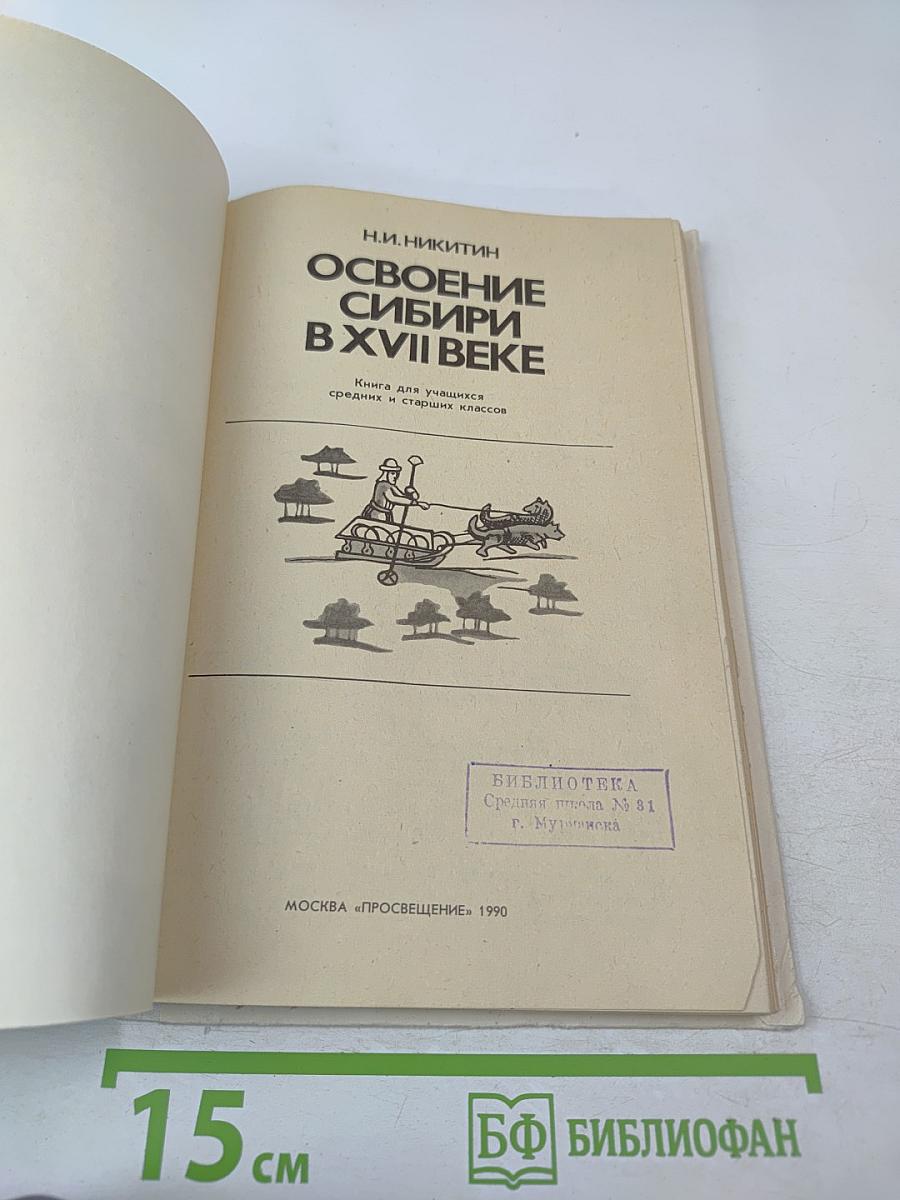 Н.И.НИКИТИН
ОСВОЕНИЕ
СИБИРИ
В XVII ВЕКЕ
Книга для учащихся
средних и старших классов
БИБЛИОТЕКА
Средняя школа № 31
г. Мурманска
МОСКВА «ПРОСВЕЩЕНИЕ» 1990
15 см
БФ БИБЛИОФАН